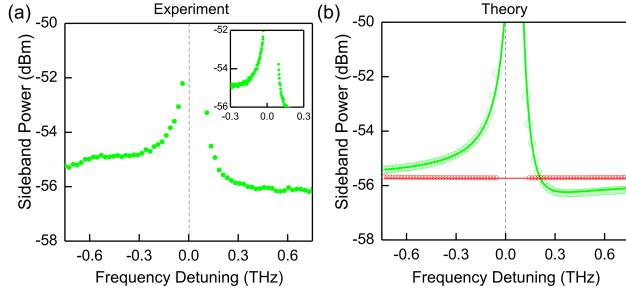 (a) Experiment
-50
-52
-54
-56
-58
Sideband Power (dBm)
-0.6 -0.3 0.0 0.3 0.6
Frequency Detuning (THz)
-52
-54
-56
-0.3 0.0 0.3
(b) Theory
-50
-52
-54
-56
-58
Sideband Power (dBm)
-0.6 -0.3 0.0 0.3 0.6
Frequency Detuning (THz)